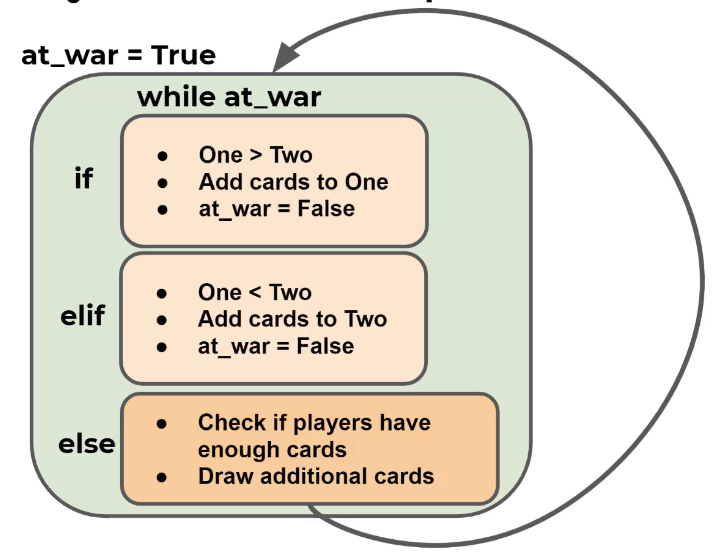 at_war = True
while at_war
if
● One > Two
● Add cards to One
● at_war = False
elif
● One < Two
● Add cards to Two
● at_war = False
else
● Check if players have
enough cards
● Draw additional cards